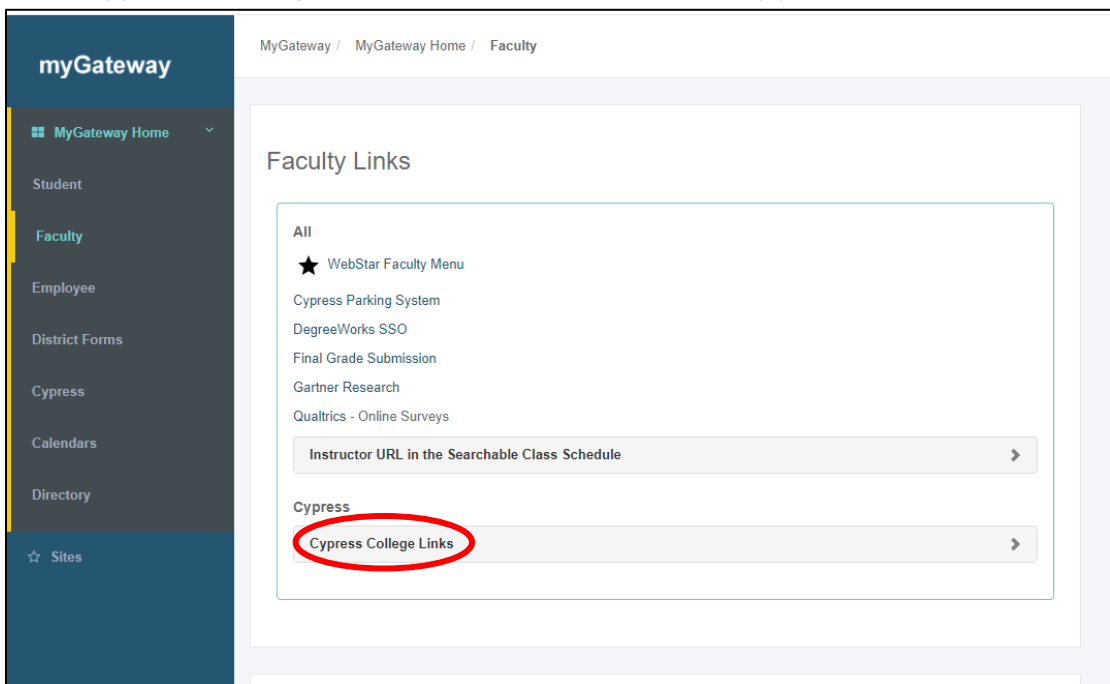 myGateway
MyGateway / MyGateway Home / Faculty
MyGateway Home
Student
Faculty
Employee
District Forms
Cypress
Calendars
Directory
Sites
Faculty Links
All
WebStar Faculty Menu
Cypress Parking System
DegreeWorks SSO
Final Grade Submission
Gartner Research
Qualtrics - Online Surveys
Instructor URL in the Searchable Class Schedule
Cypress
Cypress College Links